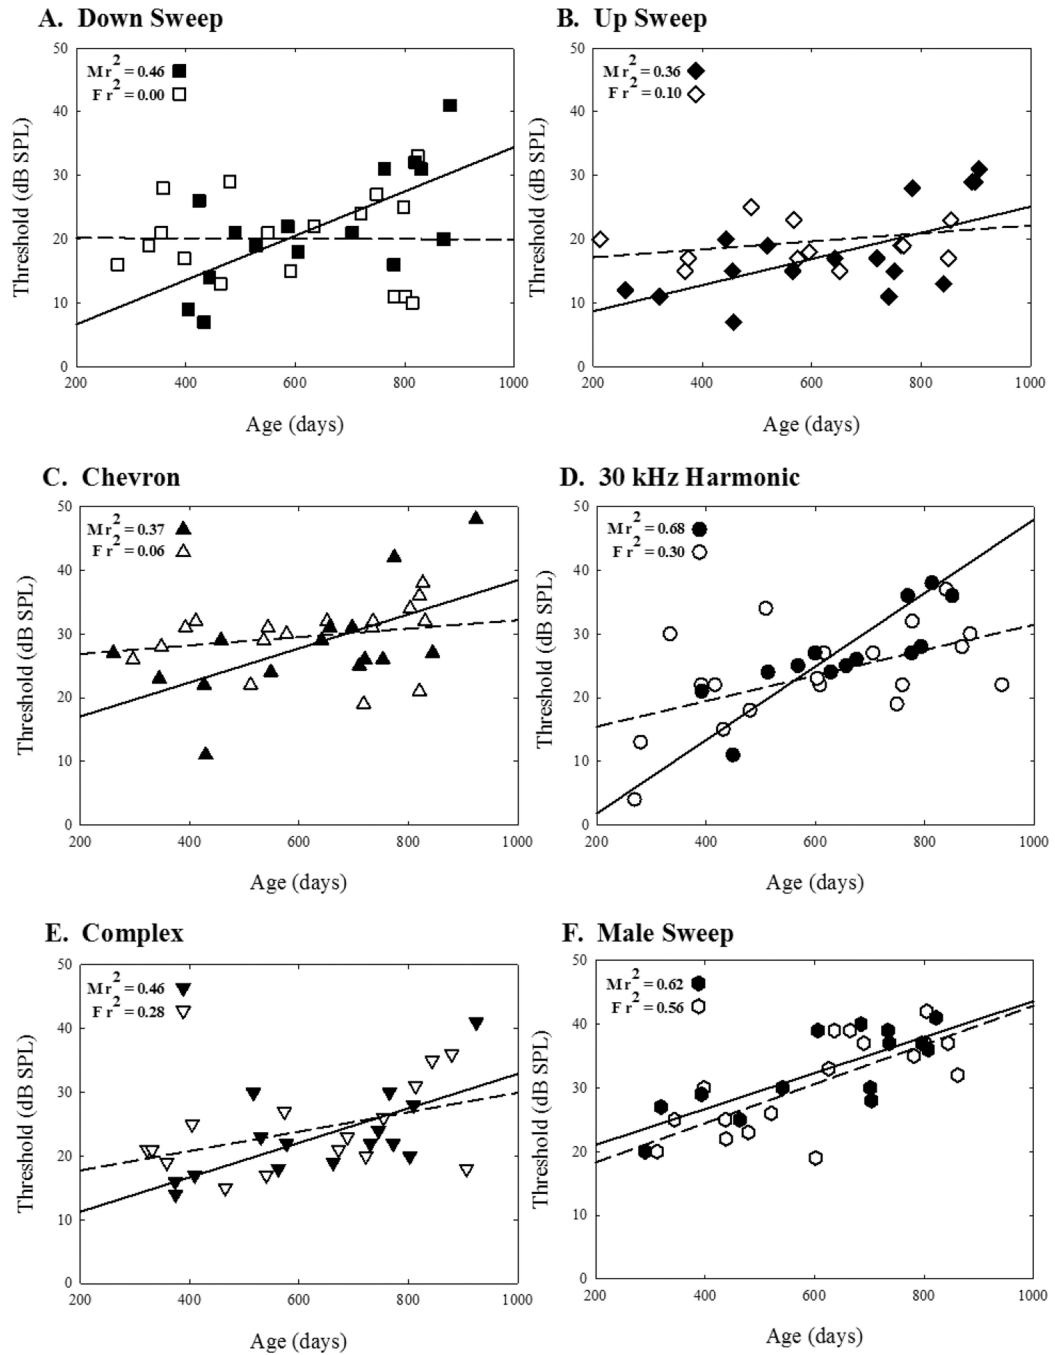 A. Down Sweep
50
40
30
20
10
0
Threshold (dB SPL)
M r² = 0.46
F r² = 0.00
200 400 600 800 1000
Age (days)
B. Up Sweep
50
40
30
20
10
0
Threshold (dB SPL)
M r² = 0.36
F r² = 0.10
200 400 600 800 1000
Age (days)
C. Chevron
50
40
30
20
10
0
Threshold (dB SPL)
M r² = 0.37
F r² = 0.06
200 400 600 800 1000
Age (days)
D. 30 kHz Harmonic
50
40
30
20
10
0
Threshold (dB SPL)
M r² = 0.68
F r² = 0.30
200 400 600 800 1000
Age (days)
E. Complex
50
40
30
20
10
0
Threshold (dB SPL)
M r² = 0.46
F r² = 0.28
200 400 600 800 1000
Age (days)
F. Male Sweep
50
40
30
20
10
0
Threshold (dB SPL)
M r² = 0.62
F r² = 0.56
200 400 600 800 1000
Age (days)